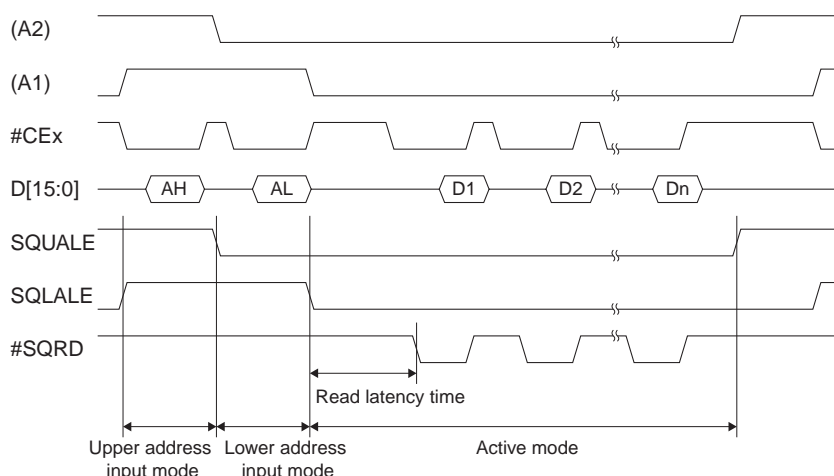 (A2)
(A1)
#CEx
D[15:0]
AH
AL
D1
D2
Dn
SQUALE
SQLALE
#SQRD
Read latency time
Upper address
input mode
Lower address
input mode
Active mode